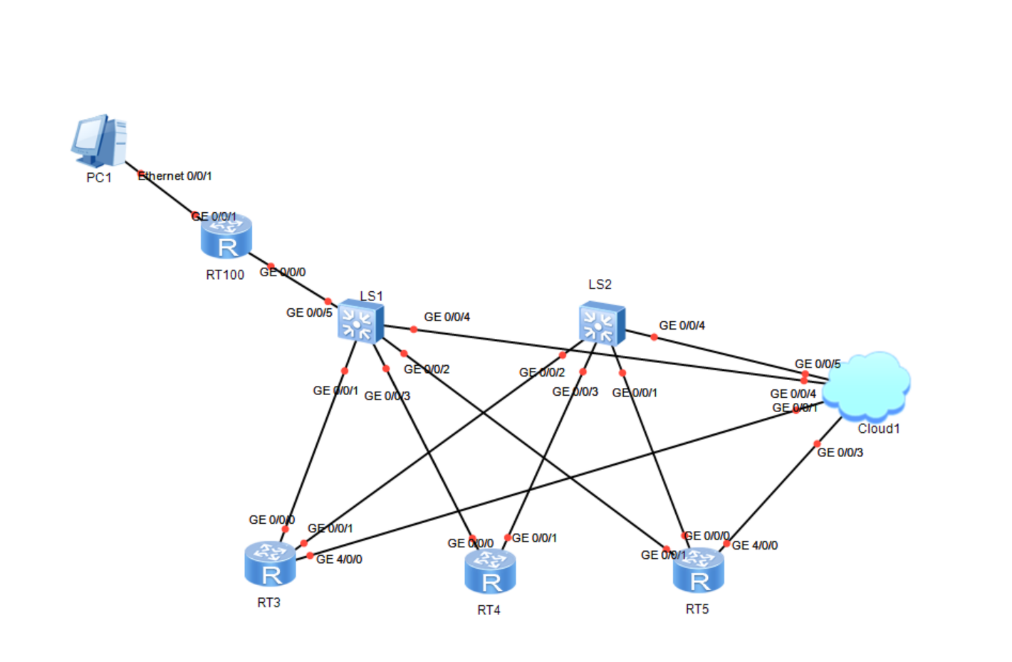 PC1
Ethernet 0/0/1
GE 0/0/1
R
RT100
GE 0/0/0
GE 0/0/5
LS1
GE 0/0/4
GE 0/0/2
GE 0/0/1
GE 0/0/3
LS2
GE 0/0/4
GE 0/0/2
GE 0/0/3
GE 0/0/1
GE 0/0/5
GE 0/0/4
GE 0/0/1
Cloud1
GE 0/0/3
GE 0/0/0
GE 0/0/1
GE 4/0/0
R
RT3
GE 0/0/0
GE 0/0/1
R
RT4
GE 0/0/0
GE 0/0/1
GE 4/0/0
R
RT5